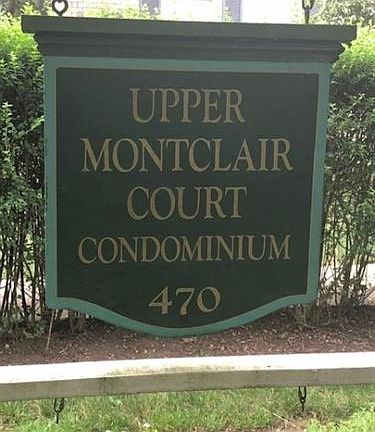 UPPER
MONTCLAIR
COURT
CONDOMINIUM
470